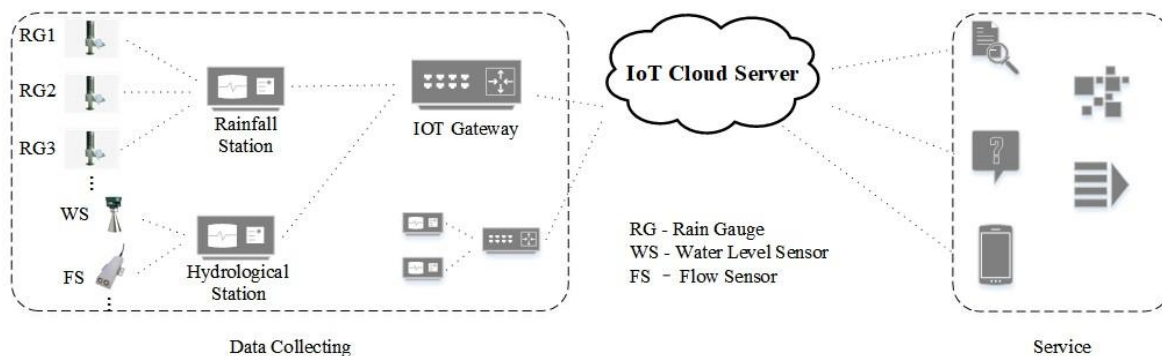 RG1
RG2
RG3
WS
FS
Rainfall
Station
Hydrological
Station
IOT Gateway
IoT Cloud Server
RG - Rain Gauge
WS - Water Level Sensor
FS - Flow Sensor
?
Data Collecting
Service